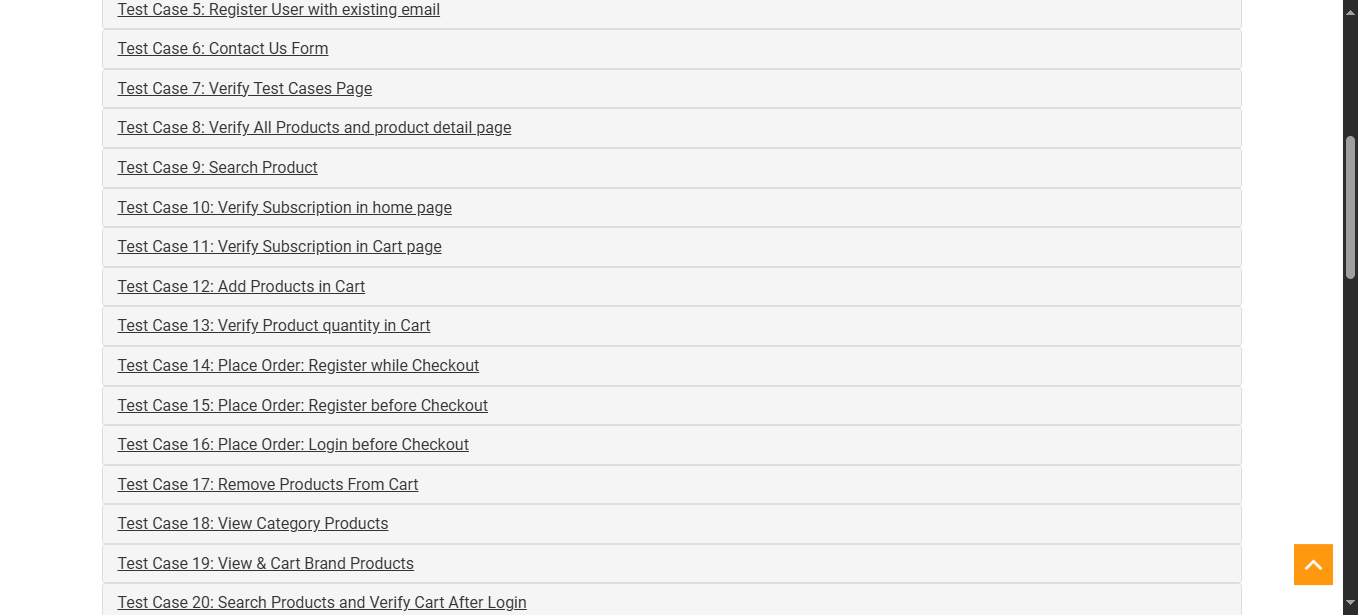 Test Case 5: Register User with existing email
Test Case 6: Contact Us Form
Test Case 7: Verify Test Cases Page
Test Case 8: Verify All Products and product detail page
Test Case 9: Search Product
Test Case 10: Verify Subscription in home page
Test Case 11: Verify Subscription in Cart page
Test Case 12: Add Products in Cart
Test Case 13: Verify Product quantity in Cart
Test Case 14: Place Order: Register while Checkout
Test Case 15: Place Order: Register before Checkout
Test Case 16: Place Order: Login before Checkout
Test Case 17: Remove Products From Cart
Test Case 18: View Category Products
Test Case 19: View & Cart Brand Products
Test Case 20: Search Products and Verify Cart After Login